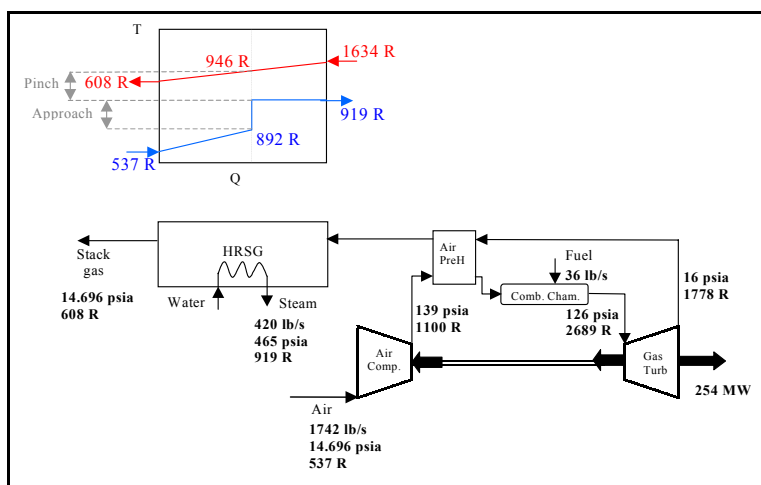 T
1634 R
946 R
608 R
Pinch
Approach
919 R
892 R
537 R
Q
HRSG
Air
PreH
Fuel
36 lb/s
Comb. Cham.
16 psia
1778 R
Stack
gas
14.696 psia
608 R
Water
Steam
420 lb/s
465 psia
919 R
139 psia
1100 R
126 psia
2689 R
Air
Comp.
Gas
Turb
254 MW
Air
1742 lb/s
14.696 psia
537 R